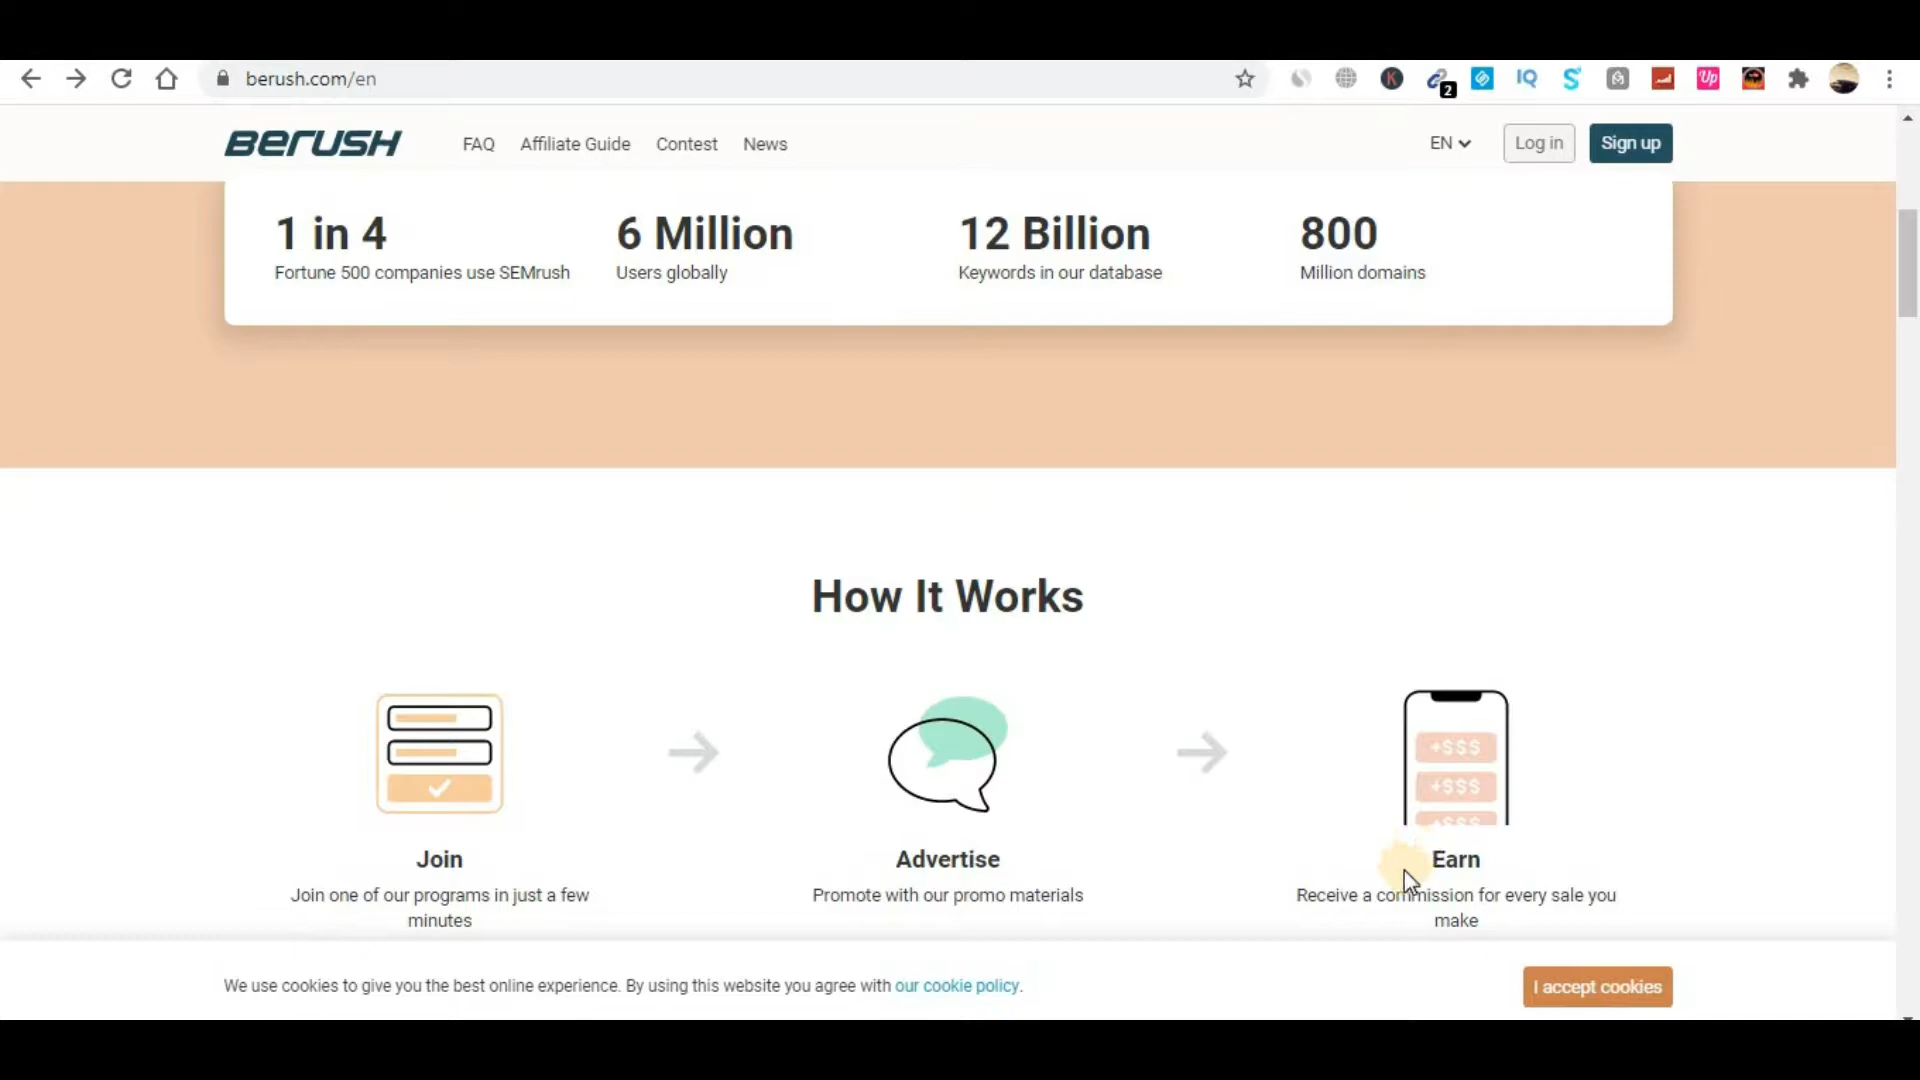 berush.com/en
2
K
IQ
S
Up
BERUSH
FAQ
Affiliate Guide
Contest
News
EN
Log in
Sign up
1 in 4
6 Million
12 Billion
800
Fortune 500 companies use SEMrush
Users globally
Keywords in our database
Million domains
How It Works
+$$$
+$$$
+$$$
Join
Advertise
Earn
Join one of our programs in just a few
minutes
Promote with our promo materials
Receive a commission for every sale you
make
We use cookies to give you the best online experience. By using this website you agree with our cookie policy.
I accept cookies